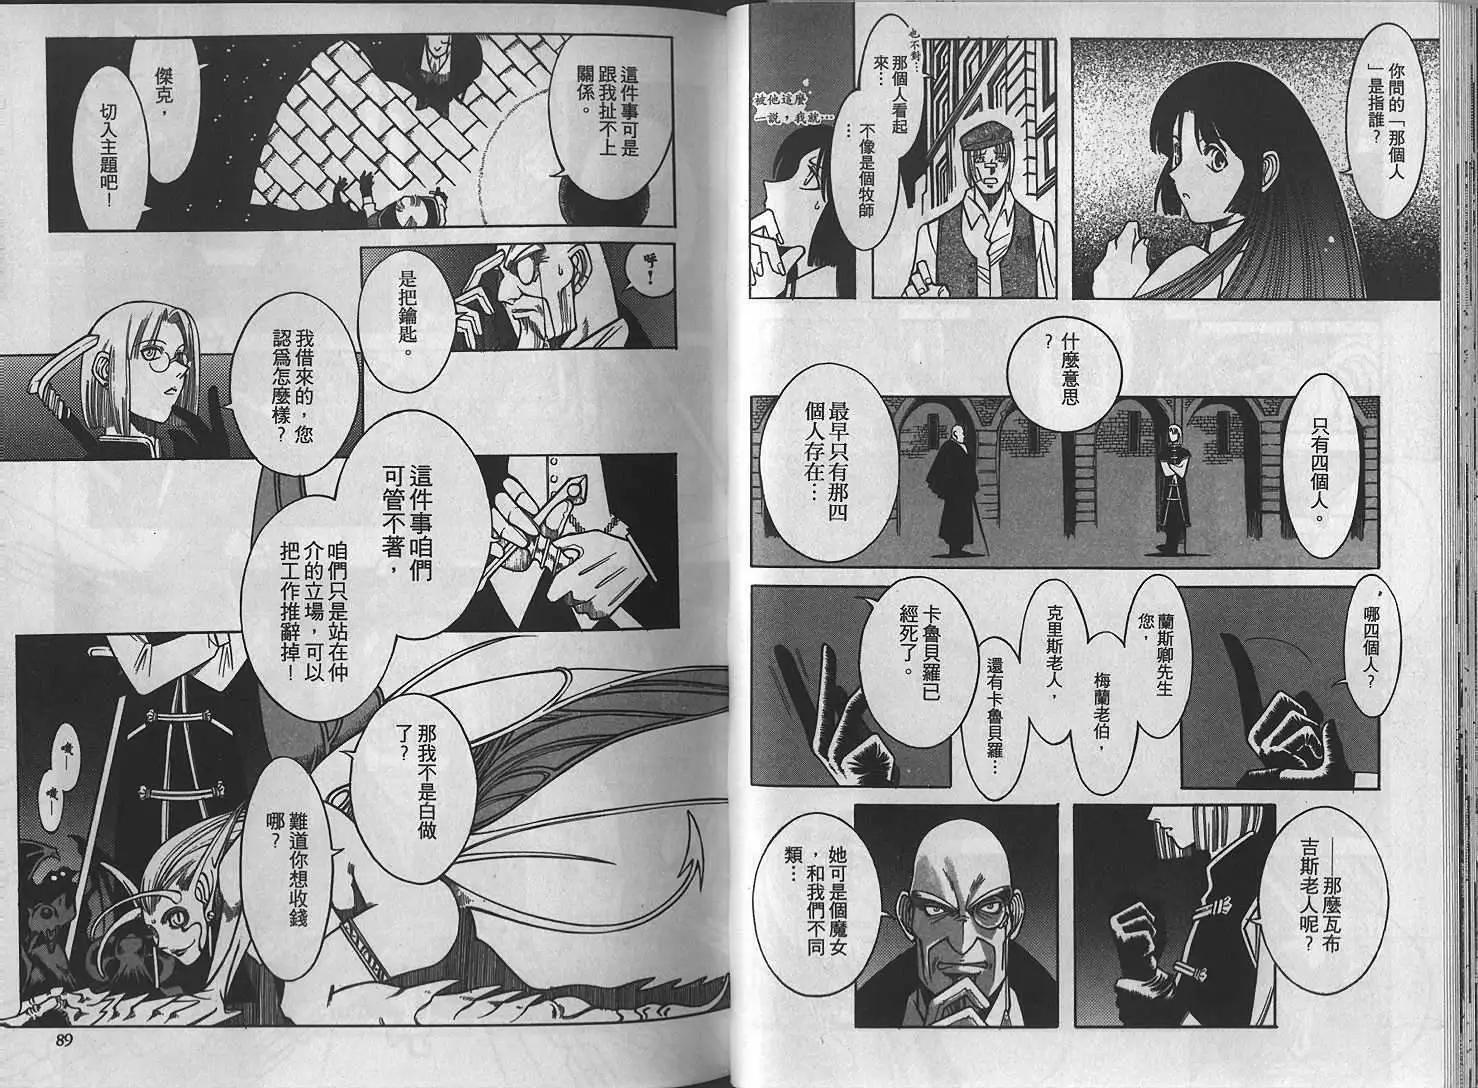 你問的「那個人
」是指誰？
也不對…
那個人看起
來…
不像是個牧師
…
被他這麼
一說，我就…
只有四個人。
什麼意思
？
最早只有那四
個人存在…
哪四個人？
蘭斯卿先生
您，
梅蘭老伯，
克里斯老人，
還有卡魯貝羅…
卡魯貝羅已
經死了。
——那麼瓦布
吉斯老人呢？
她可是個魔女
，和我們不同
類…
這件事可是
跟我扯不上
關係。
傑克，
切入主題吧！
呼！
是把鑰匙。
我借來的，您
認爲怎麼樣？
這件事咱們
可管不著，
咱們只是站在仲
介的立場，可以
把工作推辭掉！
那我不是白做
了？
難道你想收錢
哪？
哦—
哦—
89